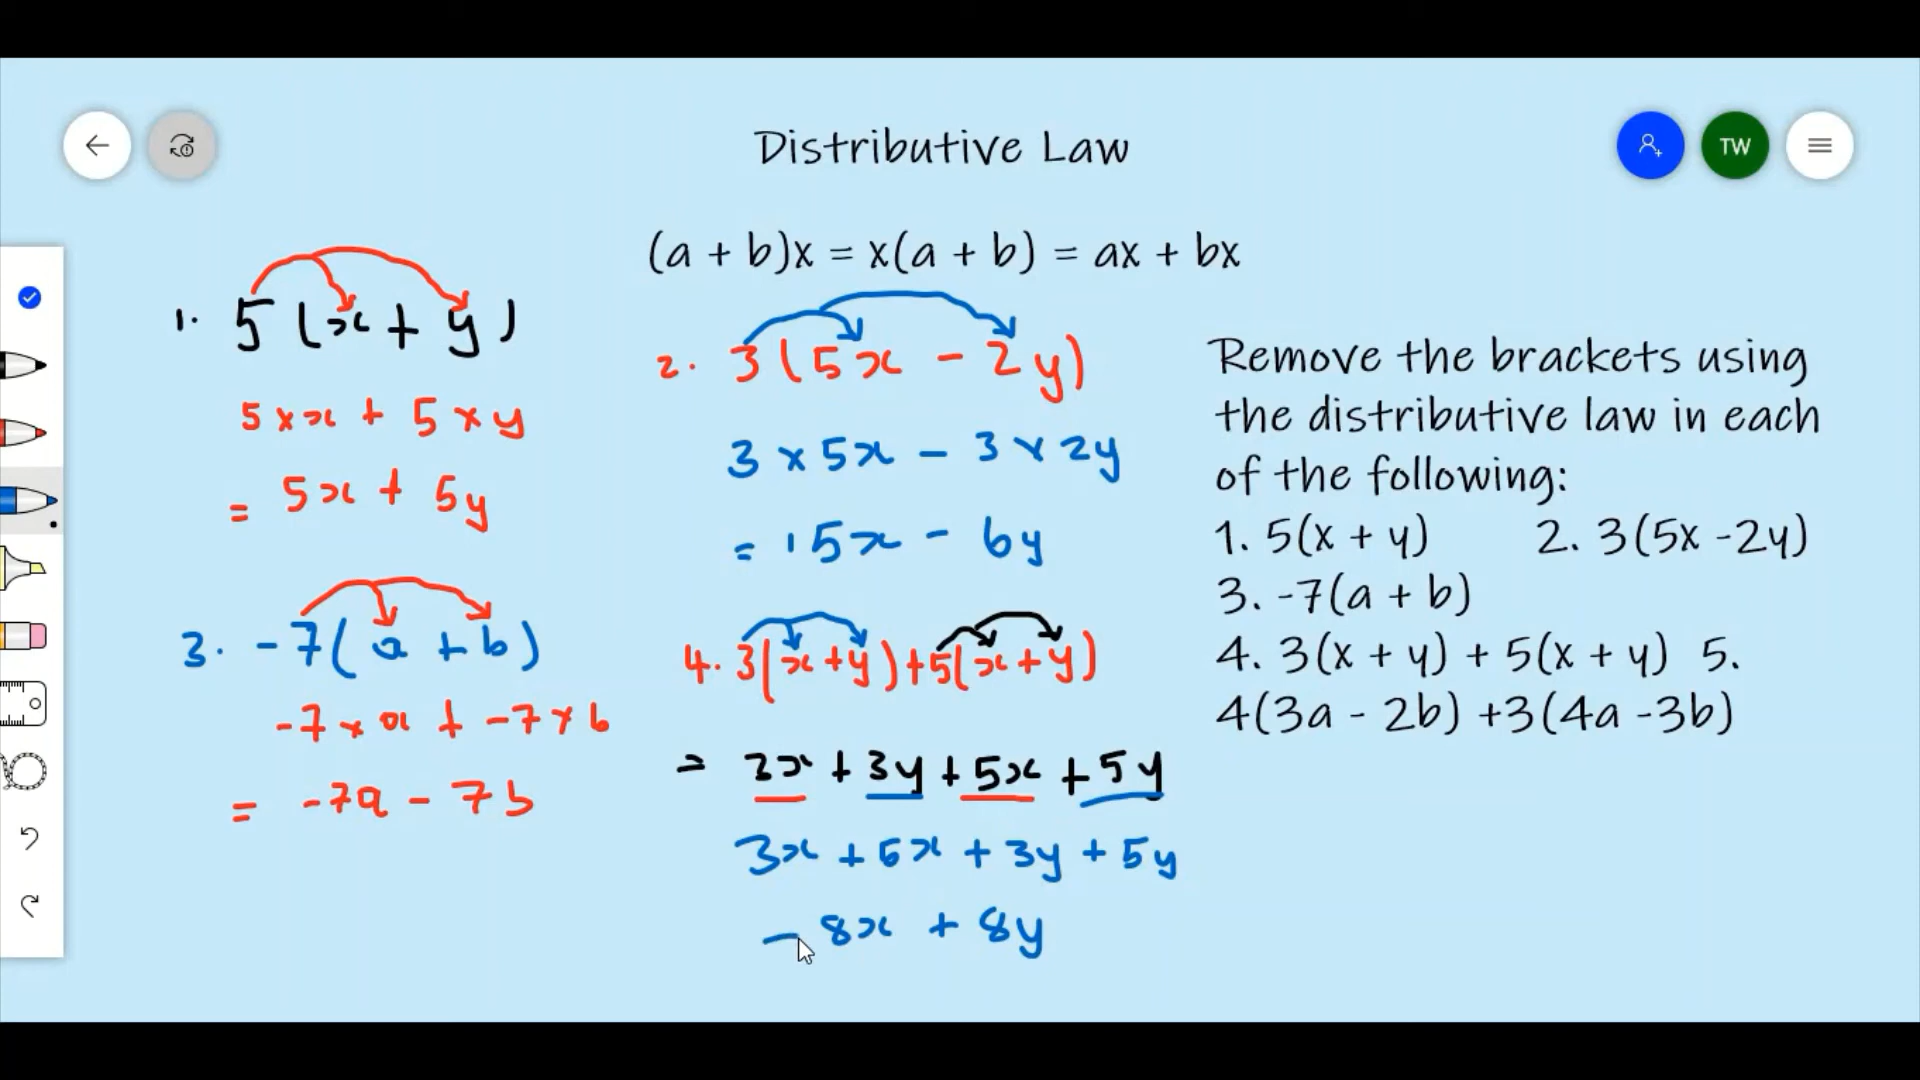 Distributive Law
TW
(a + b)x = x(a + b) = ax + bx
1. 5(x + y)
5 × x + 5 × y
= 5x + 5y
2. 3(5x - 2y)
3 × 5x - 3 × 2y
= 15x - 6y
3. -7(a + b)
-7 × a + -7 × b
= -7a - 7b
4. 3(x + y) + 5(x + y)
= 3x + 3y + 5x + 5y
3x + 5x + 3y + 5y
- 8x + 8y
Remove the brackets using
the distributive law in each
of the following:
1. 5(x + y) 2. 3(5x -2y)
3. -7(a + b)
4. 3(x + y) + 5(x + y) 5.
4(3a - 2b) +3(4a -3b)